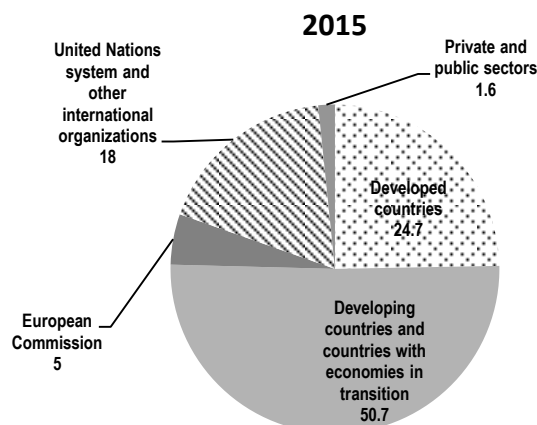 2015
United Nations
system and
other
international
organizations
18
Private and
public sectors
1.6
Developed
countries
24.7
European
Commission
5
Developing
countries and
countries with
economies in
transition
50.7